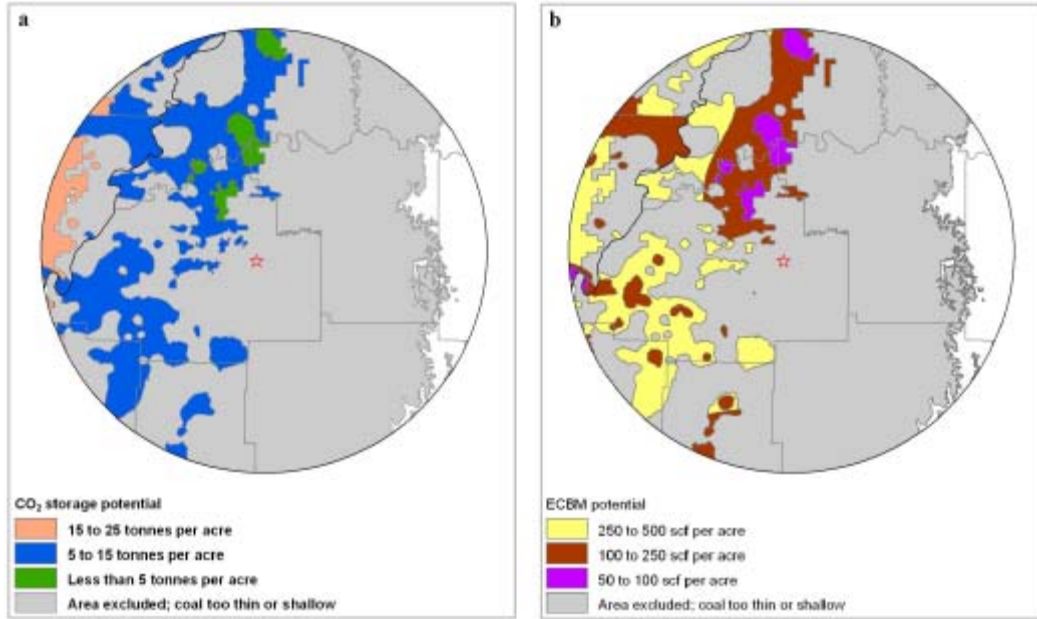 a
CO₂ storage potential
15 to 25 tonnes per acre
5 to 15 tonnes per acre
Less than 5 tonnes per acre
Area excluded; coal too thin or shallow
b
ECBM potential
250 to 500 scf per acre
100 to 250 scf per acre
50 to 100 scf per acre
Area excluded; coal too thin or shallow